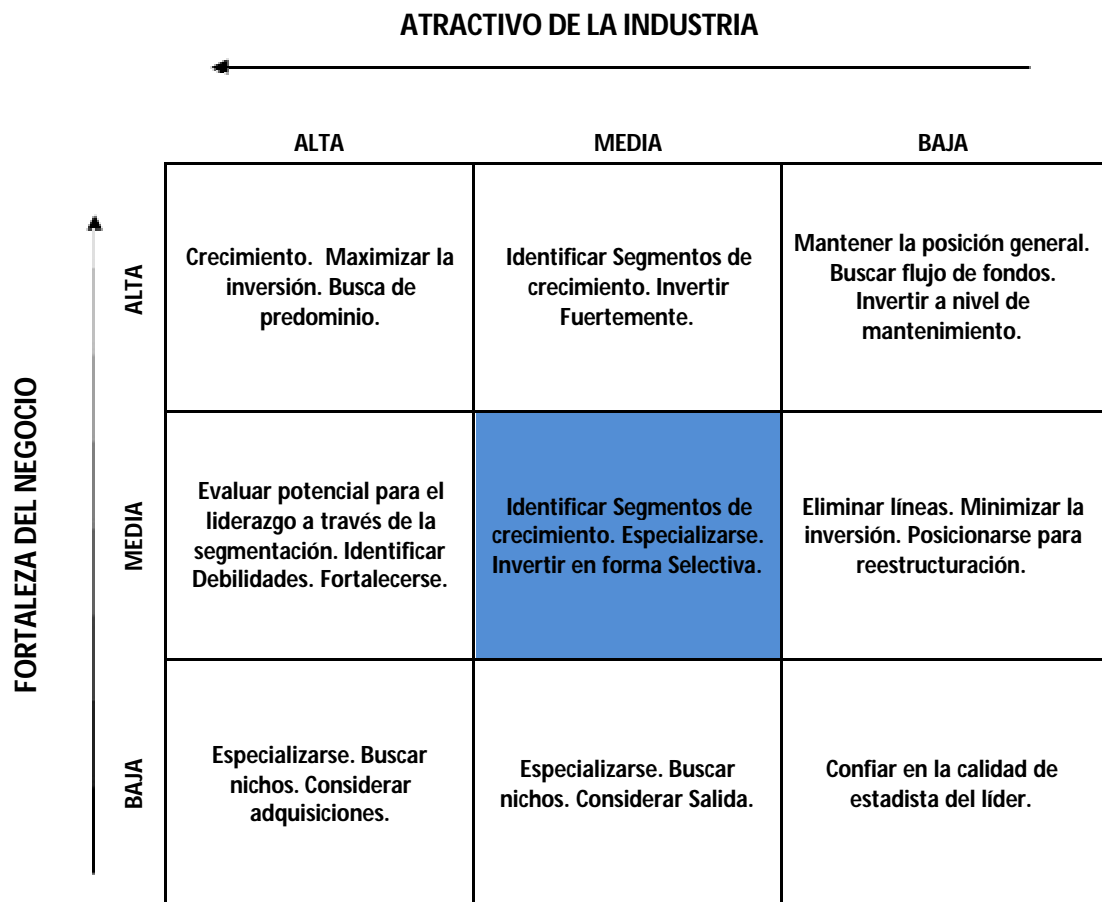 ATRACTIVO DE LA INDUSTRIA
ALTA
MEDIA
BAJA
FORTALEZA DEL NEGOCIO
ALTA
Crecimiento. Maximizar la
inversión. Busca de
predominio.
Identificar Segmentos de
crecimiento. Invertir
Fuertemente.
Mantener la posición general.
Buscar flujo de fondos.
Invertir a nivel de
mantenimiento.
MEDIA
Evaluar potencial para el
liderazgo a través de la
segmentación. Identificar
Debilidades. Fortalecerse.
Identificar Segmentos de
crecimiento. Especializarse.
Invertir en forma Selectiva.
Eliminar líneas. Minimizar la
inversión. Posicionarse para
reestructuración.
BAJA
Especializarse. Buscar
nichos. Considerar
adquisiciones.
Especializarse. Buscar
nichos. Considerar Salida.
Confiar en la calidad de
estadista del líder.